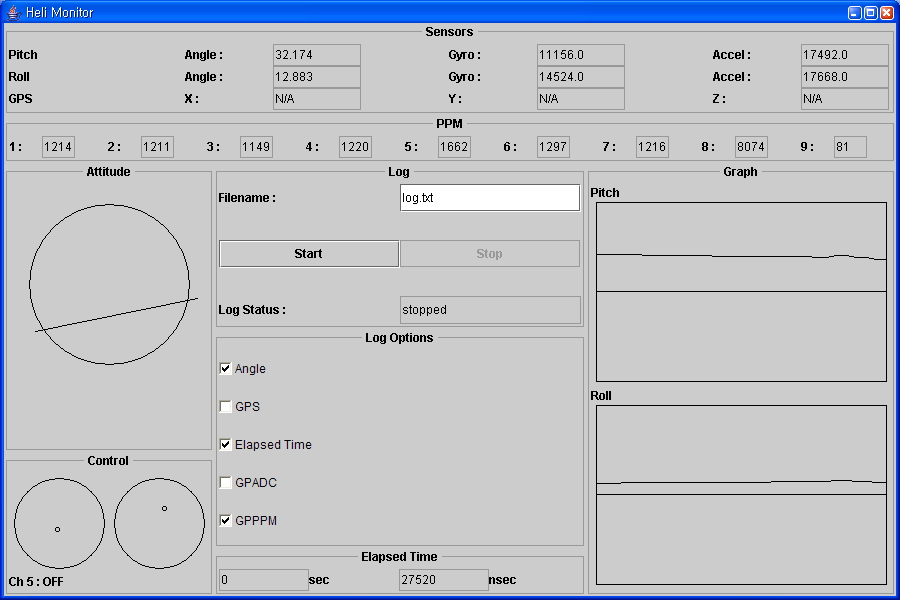 Heli Monitor
Sensors
Pitch Angle : 32.174 Gyro : 11156.0 Accel : 17492.0
Roll Angle : 12.883 Gyro : 14524.0 Accel : 17668.0
GPS X : N/A Y : N/A Z : N/A
PPM
1 : 1214 2 : 1211 3 : 1149 4 : 1220 5 : 1662 6 : 1297 7 : 1216 8 : 8074 9 : 81
Attitude
Control
Ch 5 : OFF
Log
Filename : log.txt
Start Stop
Log Status : stopped
Log Options
Angle
GPS
Elapsed Time
GPADC
GPPPM
Elapsed Time
0 sec 27520 nsec
Graph
Pitch
Roll